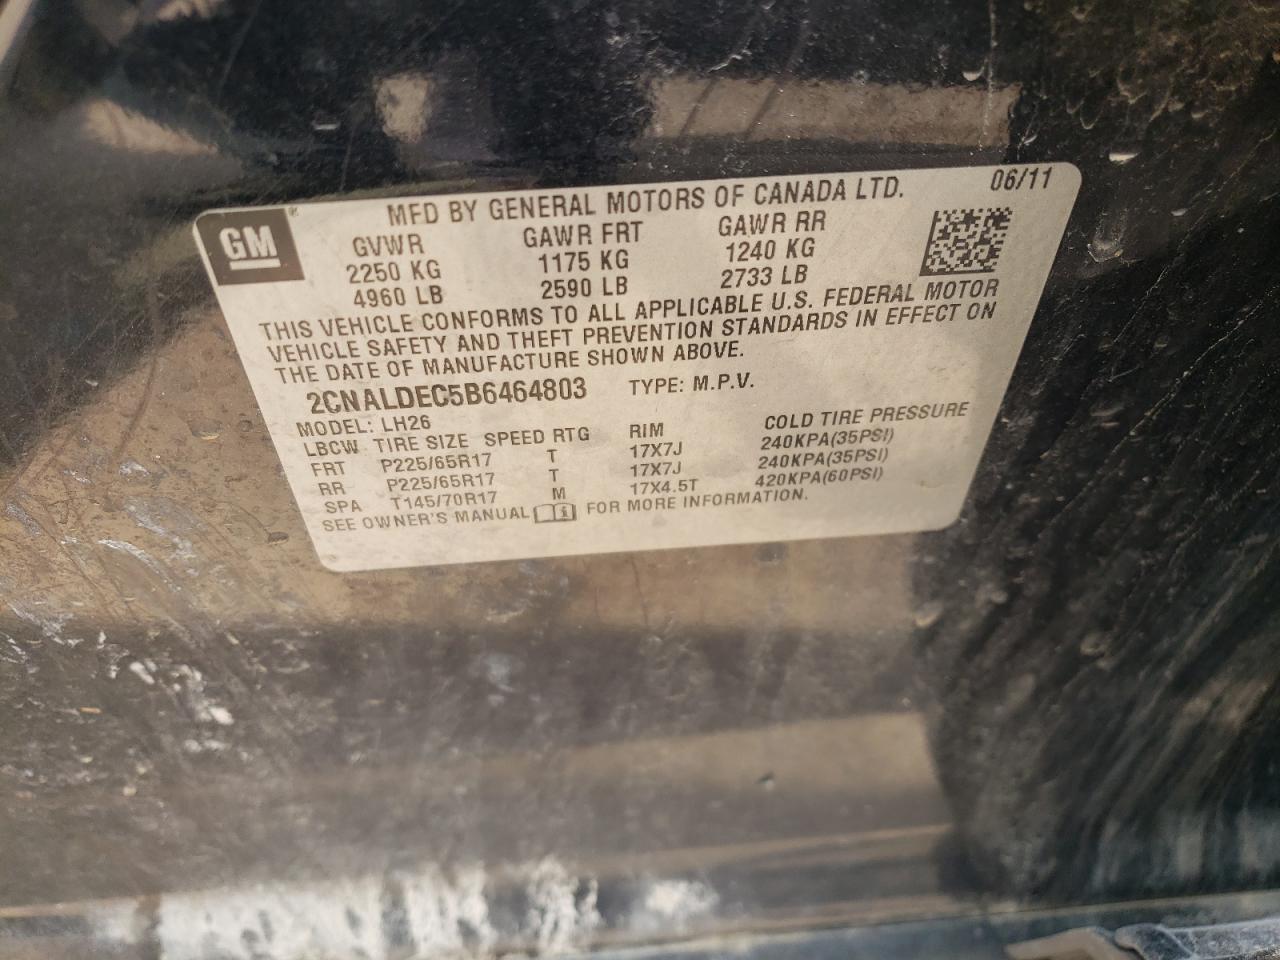 GM
MFD BY GENERAL MOTORS OF CANADA LTD. 06/11
GVWR GAWR FRT GAWR RR
2250 KG 1175 KG 1240 KG
4960 LB 2590 LB 2733 LB
THIS VEHICLE CONFORMS TO ALL APPLICABLE U.S. FEDERAL MOTOR
VEHICLE SAFETY AND THEFT PREVENTION STANDARDS IN EFFECT ON
THE DATE OF MANUFACTURE SHOWN ABOVE.
2CNALDEC5B6464803 TYPE: M.P.V.
MODEL: LH26
LBCW TIRE SIZE SPEED RTG RIM COLD TIRE PRESSURE
FRT P225/65R17 T 17X7J 240KPA(35PSI)
RR P225/65R17 T 17X7J 240KPA(35PSI)
SPA T145/70R17 M 17X4.5T 420KPA(60PSI)
SEE OWNER'S MANUAL FOR MORE INFORMATION.